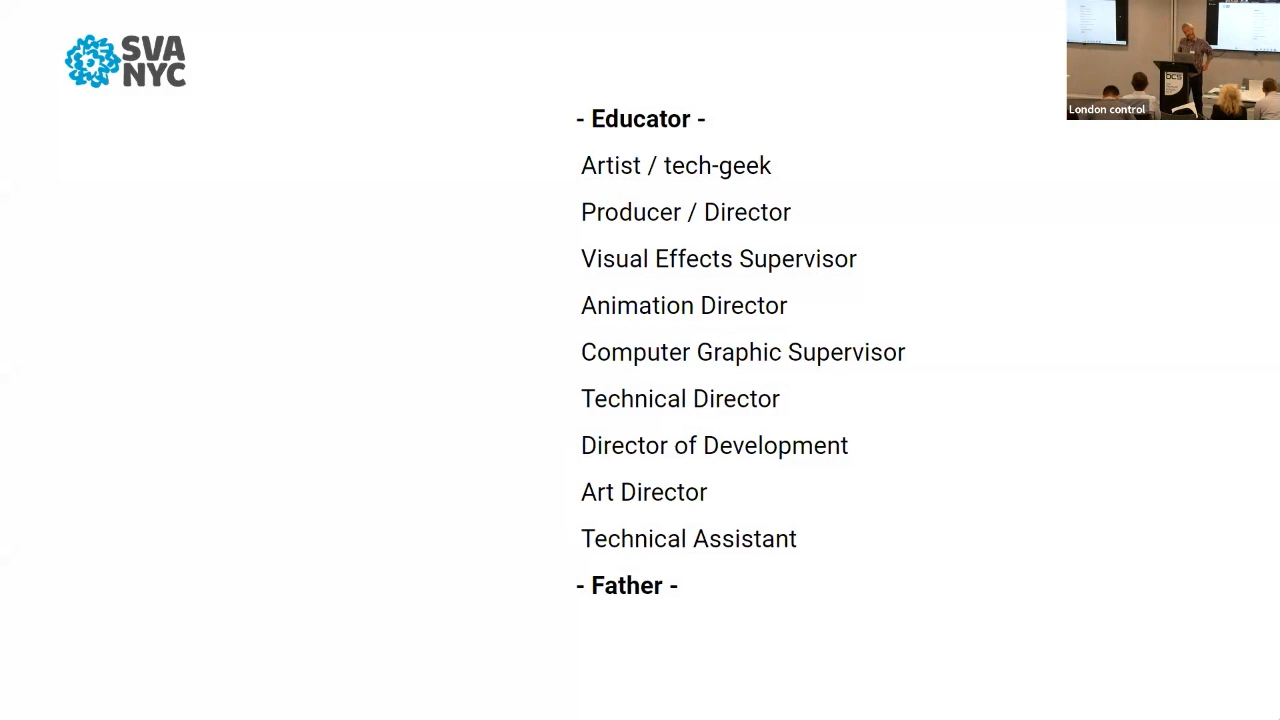 SVA
NYC
- Educator -
Artist / tech-geek
Producer / Director
Visual Effects Supervisor
Animation Director
Computer Graphic Supervisor
Technical Director
Director of Development
Art Director
Technical Assistant
- Father -
bcs
London control